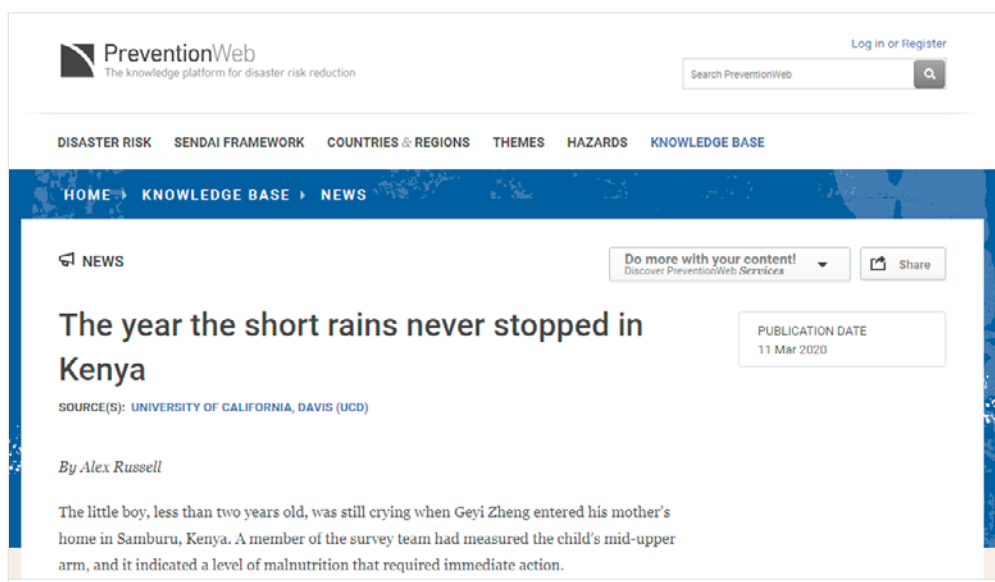 PreventionWeb
The knowledge platform for disaster risk reduction
Log in or Register
Search PreventionWeb
DISASTER RISK SENDAI FRAMEWORK COUNTRIES & REGIONS THEMES HAZARDS KNOWLEDGE BASE
HOME KNOWLEDGE BASE NEWS
NEWS
Do more with your content!
Discover PreventionWeb Services
Share
The year the short rains never stopped in
Kenya
PUBLICATION DATE
11 Mar 2020
SOURCE(S): UNIVERSITY OF CALIFORNIA, DAVIS (UCD)
By Alex Russell
The little boy, less than two years old, was still crying when Geyi Zheng entered his mother's
home in Samburu, Kenya. A member of the survey team had measured the child's mid-upper
arm, and it indicated a level of malnutrition that required immediate action.